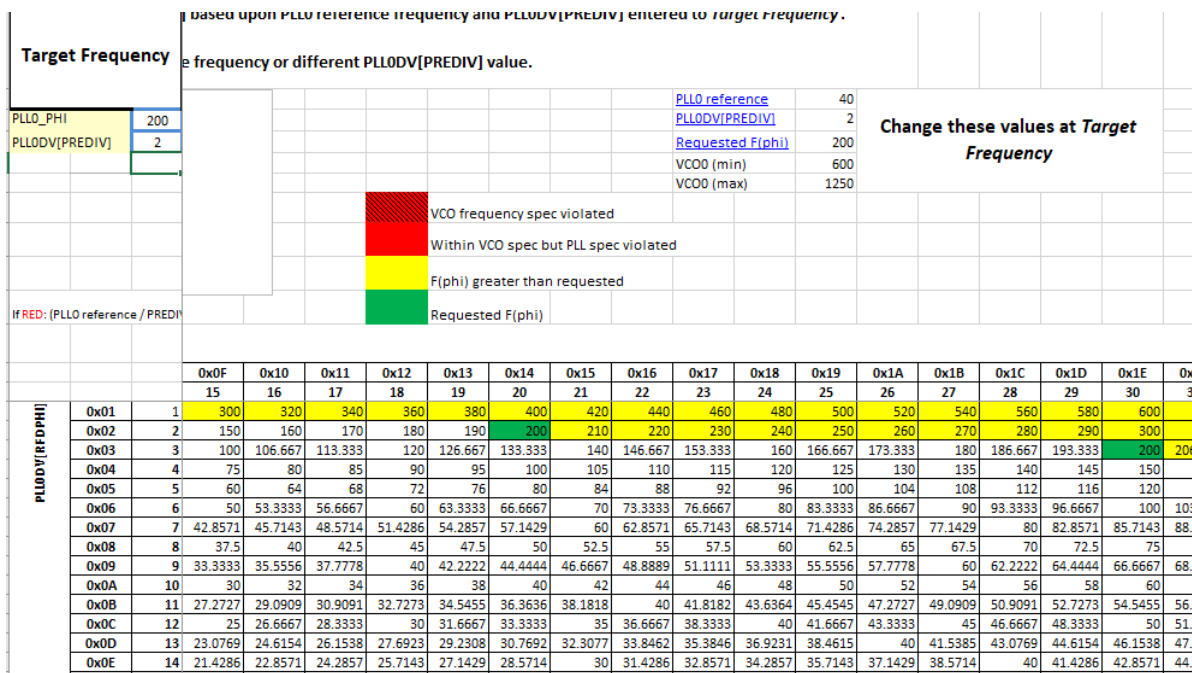 based upon PLL0 reference frequency and PLL0DV[PREDIV] entered to Target Frequency.
Target Frequency
e frequency or different PLL0DV[PREDIV] value.
PLL0 reference 40
PLL0_PHI 200 PLL0DV[PREDIV] 2
Change these values at Target
Frequency
PLL0DV[PREDIV] 2 Requested F(phi) 200
VCO0 (min) 600
VCO0 (max) 1250
VCO frequency spec violated
Within VCO spec but PLL spec violated
F(phi) greater than requested
If RED: (PLL0 reference / PREDIV Requested F(phi)
0x0F 0x10 0x11 0x12 0x13 0x14 0x15 0x16 0x17 0x18 0x19 0x1A 0x1B 0x1C 0x1D 0x1E 0x
15 16 17 18 19 20 21 22 23 24 25 26 27 28 29 30 3
PLL0DV[REDPHI]
0x01 1 300 320 340 360 380 400 420 440 460 480 500 520 540 560 580 600
0x02 2 150 160 170 180 190 200 210 220 230 240 250 260 270 280 290 300
0x03 3 100 106.667 113.333 120 126.667 133.333 140 146.667 153.333 160 166.667 173.333 180 186.667 193.333 200 206
0x04 4 75 80 85 90 95 100 105 110 115 120 125 130 135 140 145 150
0x05 5 60 64 68 72 76 80 84 88 92 96 100 104 108 112 116 120
0x06 6 50 53.3333 56.6667 60 63.3333 66.6667 70 73.3333 76.6667 80 83.3333 86.6667 90 93.3333 96.6667 100 103
0x07 7 42.8571 45.7143 48.5714 51.4286 54.2857 57.1429 60 62.8571 65.7143 68.5714 71.4286 74.2857 77.1429 80 82.8571 85.7143 88.
0x08 8 37.5 40 42.5 45 47.5 50 52.5 55 57.5 60 62.5 65 67.5 70 72.5 75
0x09 9 33.3333 35.5556 37.7778 40 42.2222 44.4444 46.6667 48.8889 51.1111 53.3333 55.5556 57.7778 60 62.2222 64.4444 66.6667 68.
0x0A 10 30 32 34 36 38 40 42 44 46 48 50 52 54 56 58 60
0x0B 11 27.2727 29.0909 30.9091 32.7273 34.5455 36.3636 38.1818 40 41.8182 43.6364 45.4545 47.2727 49.0909 50.9091 52.7273 54.5455 56.
0x0C 12 25 26.6667 28.3333 30 31.6667 33.3333 35 36.6667 38.3333 40 41.6667 43.3333 45 46.6667 48.3333 50 51.
0x0D 13 23.0769 24.6154 26.1538 27.6923 29.2308 30.7692 32.3077 33.8462 35.3846 36.9231 38.4615 40 41.5385 43.0769 44.6154 46.1538 47.
0x0E 14 21.4286 22.8571 24.2857 25.7143 27.1429 28.5714 30 31.4286 32.8571 34.2857 35.7143 37.1429 38.5714 40 41.4286 42.8571 44.